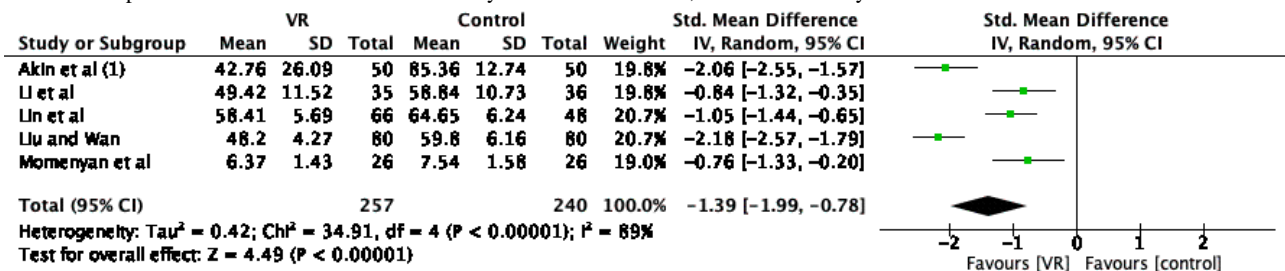 VR Control Std. Mean Difference Std. Mean Difference
Study or Subgroup Mean SD Total Mean SD Total Weight IV, Random, 95% CI IV, Random, 95% CI
Akin et al (1) 42.76 26.09 50 85.36 12.74 50 19.8% −2.06 [−2.55, −1.57]
Li et al 49.42 11.52 35 58.84 10.73 36 19.8% −0.84 [−1.32, −0.35]
Lin et al 58.41 5.69 66 64.65 6.24 48 20.7% −1.05 [−1.44, −0.65]
Liu and Wan 48.2 4.27 80 59.8 6.16 80 20.7% −2.18 [−2.57, −1.79]
Momenyan et al 6.37 1.43 26 7.54 1.58 26 19.0% −0.76 [−1.33, −0.20]
Total (95% CI) 257 240 100.0% −1.39 [−1.99, −0.78]
Heterogeneity: Tau² = 0.42; Chi² = 34.91, df = 4 (P < 0.00001); I² = 89%
Test for overall effect: Z = 4.49 (P < 0.00001)
−2 −1 0 1 2
Favours [VR] Favours [control]